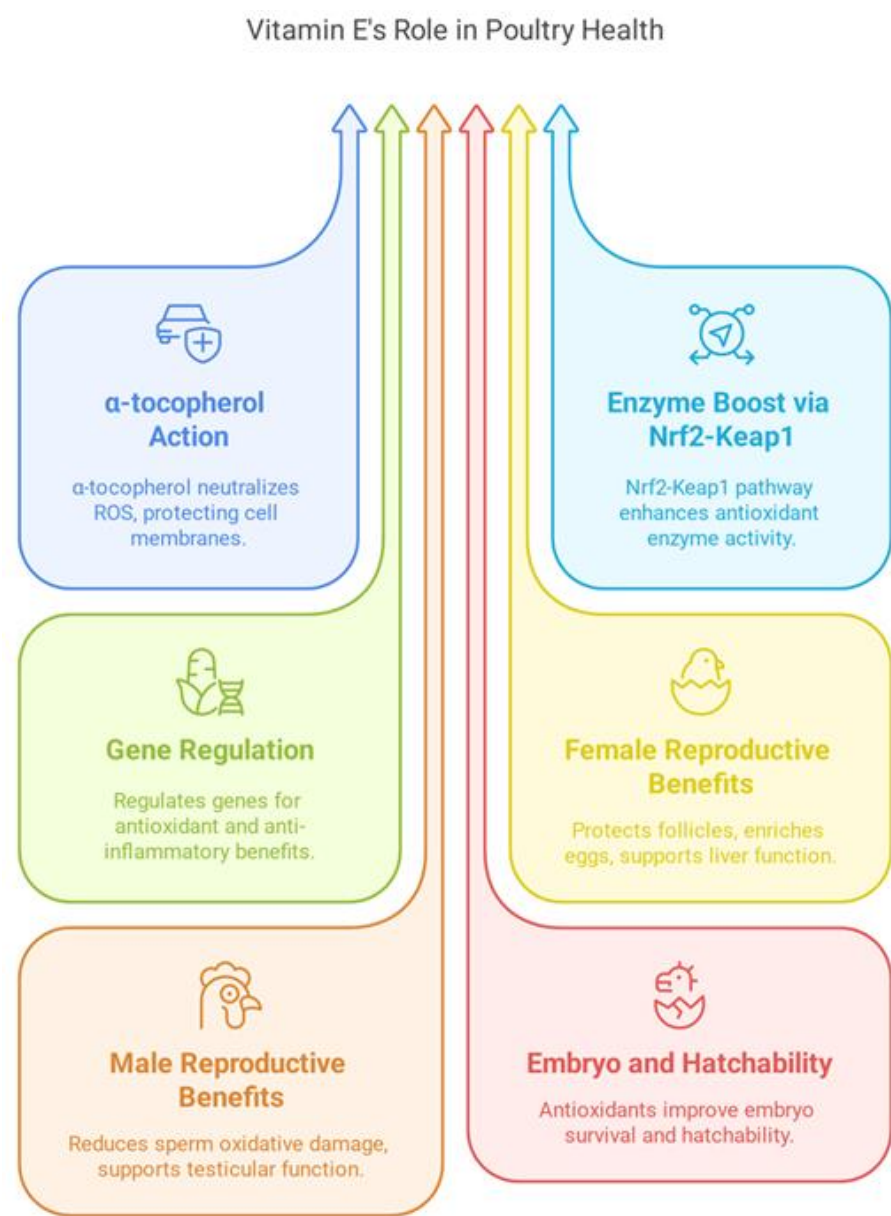 Vitamin E's Role in Poultry Health
α-tocopherol
Action
α-tocopherol neutralizes
ROS, protecting cell
membranes.
Enzyme Boost via
Nrf2-Keap1
Nrf2-Keap1 pathway
enhances antioxidant
enzyme activity.
Gene Regulation
Regulates genes for
antioxidant and anti-
inflammatory benefits.
Female Reproductive
Benefits
Protects follicles, enriches
eggs, supports liver function.
Male Reproductive
Benefits
Reduces sperm oxidative damage,
supports testicular function.
Embryo and Hatchability
Antioxidants improve embryo
survival and hatchability.